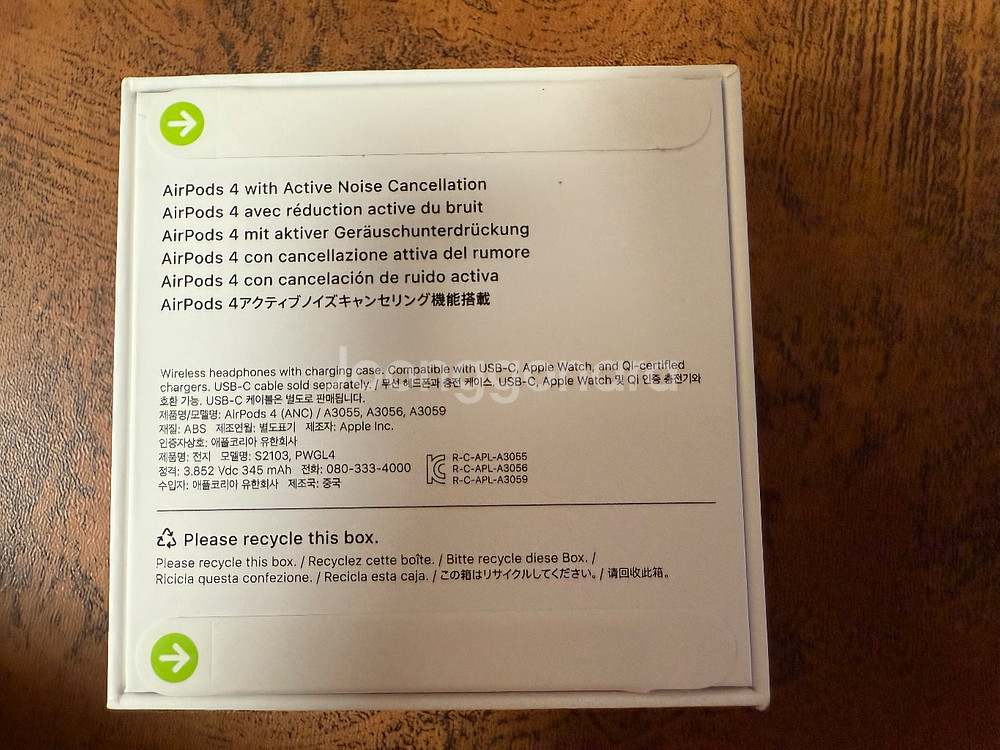 AirPods 4 with Active Noise Cancellation
AirPods 4 avec réduction active du bruit
AirPods 4 mit aktiver Geräuschunterdrückung
AirPods 4 con cancellazione attiva del rumore
AirPods 4 con cancelación de ruido activa
AirPods 4アクティブノイズキャンセリング機能搭載
Wireless headphones with charging case. Compatible with USB-C, Apple Watch, and Qi-certified
chargers. USB-C cable sold separately. / 무선 헤드폰과 충전 케이스. USB-C, Apple Watch 및 Qi 인증 충전기와
호환 가능. USB-C 케이블은 별도로 판매됩니다.
제품명/모델명: AirPods 4 (ANC) / A3055, A3056, A3059
재질: ABS 제조연월: 별도표기 제조자: Apple Inc.
인증자상호: 애플코리아 유한회사
제품명: 전지 모델명: S2103, PWGL4
정격: 3.852 Vdc 345 mAh 전화: 080-333-4000
수입자: 애플코리아 유한회사 제조국: 중국
R-C-APL-A3055
R-C-APL-A3056
R-C-APL-A3059
Please recycle this box.
Please recycle this box. / Recyclez cette boîte. / Bitte recycle diese Box. /
Ricicla questa confezione. / Recicla esta caja. / この箱はリサイクルしてください。/ 请回收此箱。